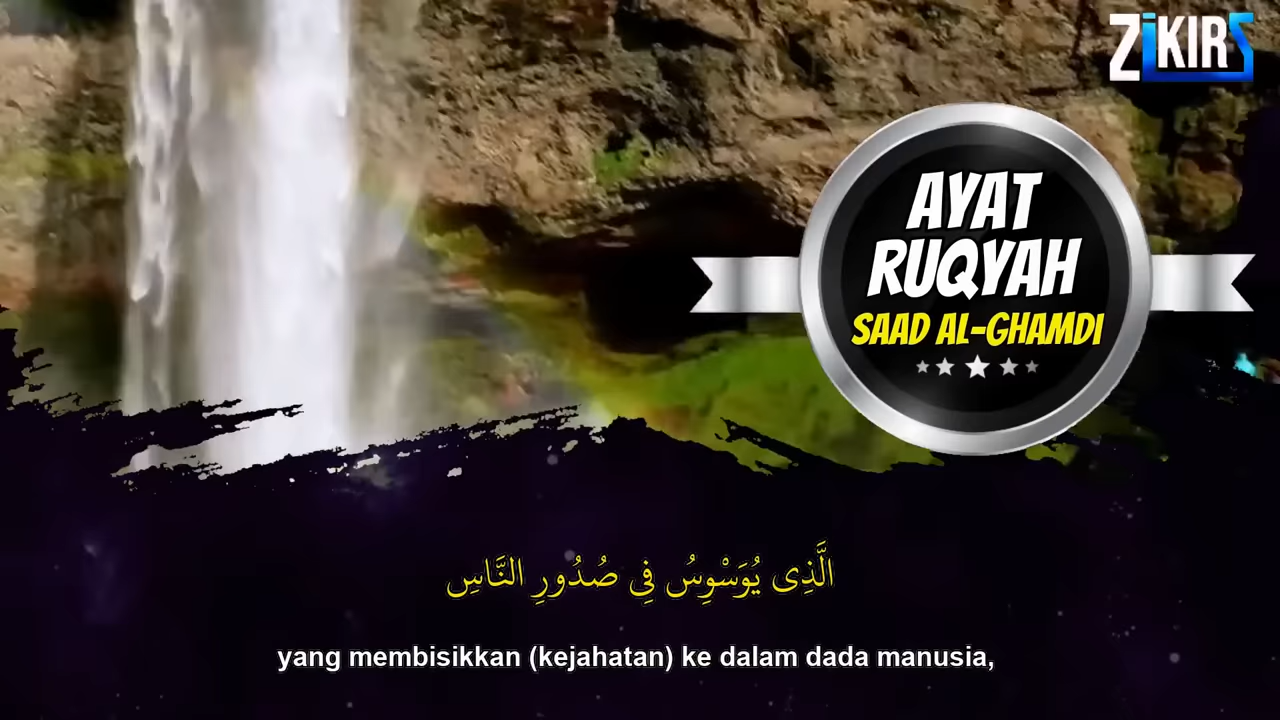 ZIKIRS
AYAT
RUQYAH
SAAD AL-GHAMDI
الَّذِى يُوَسْوِسُ فِى صُدُورِ النَّاسِ
yang membisikkan (kejahatan) ke dalam dada manusia,